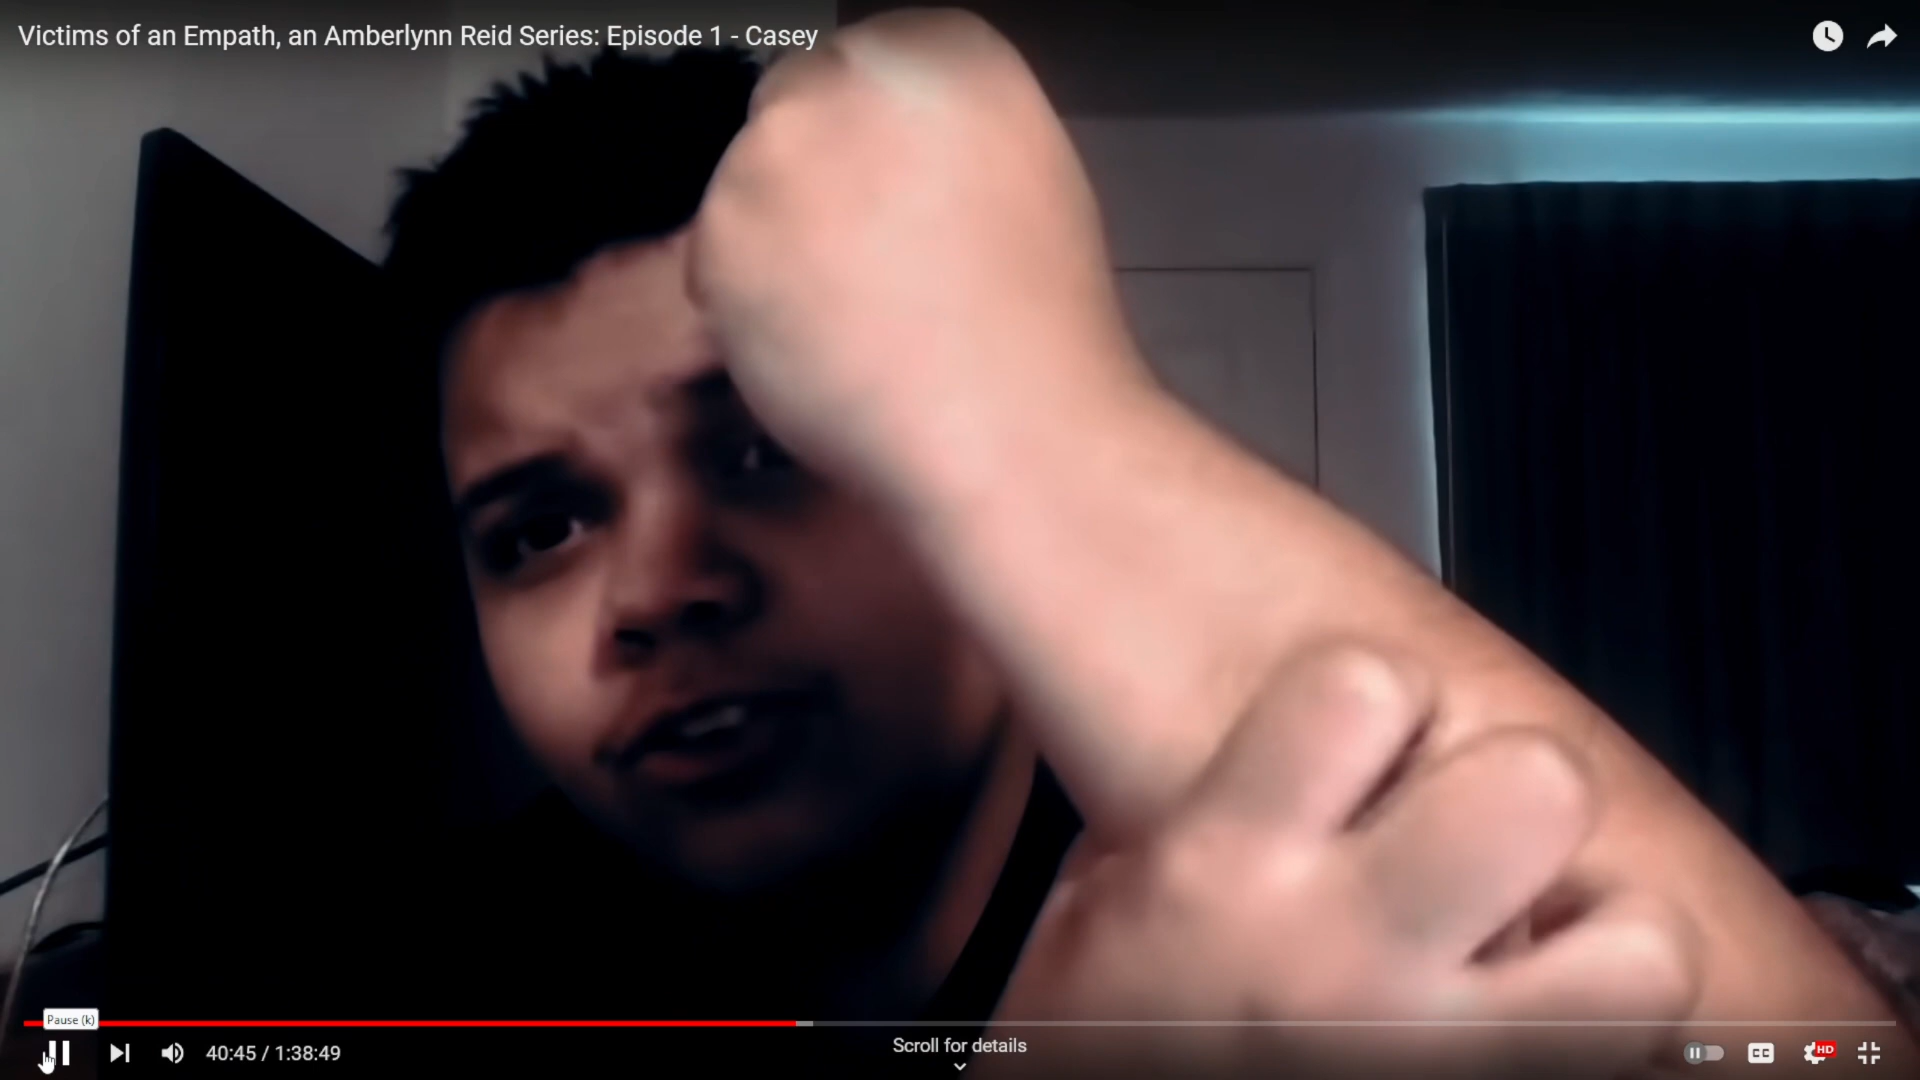 Victims of an Empath, an Amberlynn Reid Series: Episode 1 - Casey
Pause (k)
40:45 / 1:38:49
Scroll for details
CC
HD